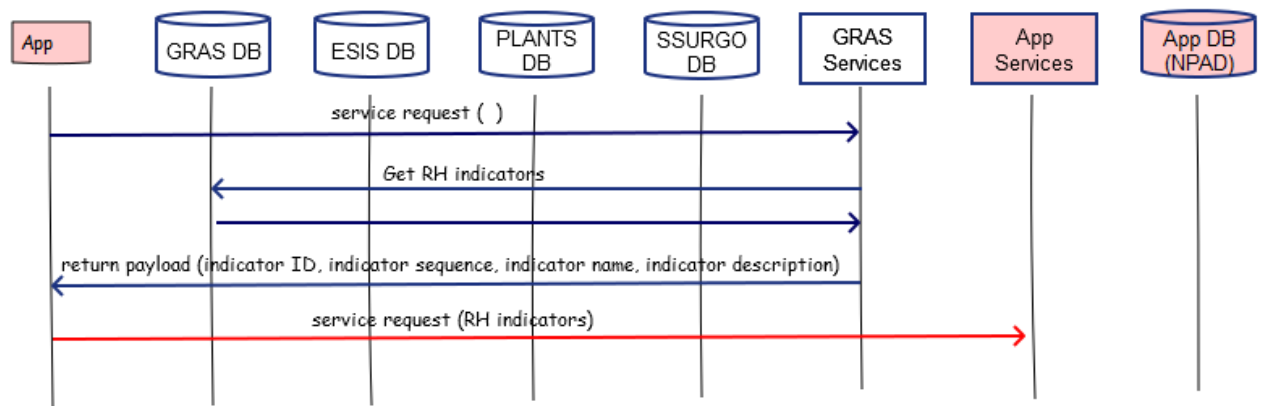 App
GRAS DB
ESIS DB
PLANTS
DB
SSURGO
DB
GRAS
Services
App
Services
App DB
(NPAD)
service request (  )
Get RH indicators
return payload (indicator ID, indicator sequence, indicator name, indicator description)
service request (RH indicators)